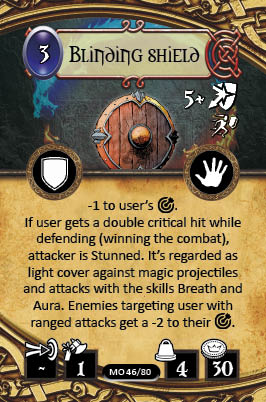 3
BLINDING SHIELD
5+
-1 to user's .
If user gets a double critical hit while
defending (winning the combat),
attacker is Stunned. It's regarded as
light cover against magic projectiles
and attacks with the skills Breath and
Aura. Enemies targeting user with
ranged attacks get a -2 to their .
~ 1 MO 46/80 4 30